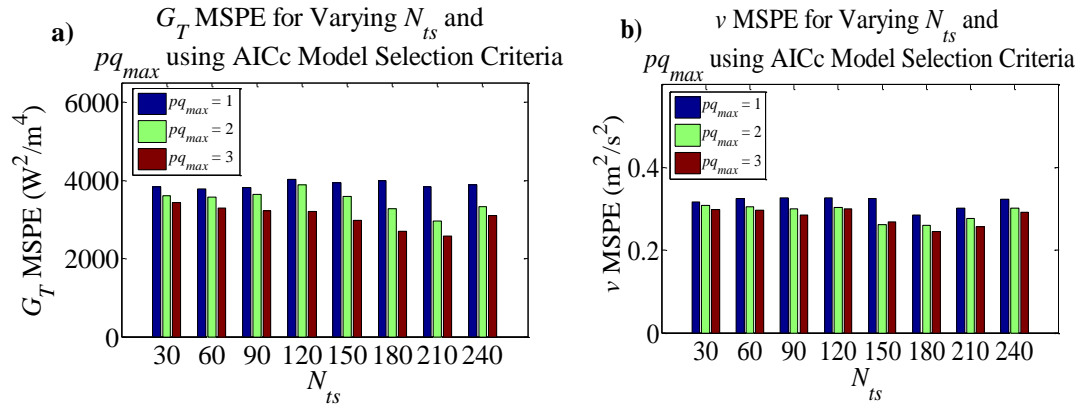 a)
G_T MSPE for Varying N_ts and
pq_max using AICc Model Selection Criteria
G_T MSPE (W²/m⁴)
6000
4000
2000
0
pq_max = 1
pq_max = 2
pq_max = 3
30 60 90 120 150 180 210 240
N_ts
b)
v MSPE for Varying N_ts and
pq_max using AICc Model Selection Criteria
v MSPE (m²/s²)
0.4
0.2
0
pq_max = 1
pq_max = 2
pq_max = 3
30 60 90 120 150 180 210 240
N_ts